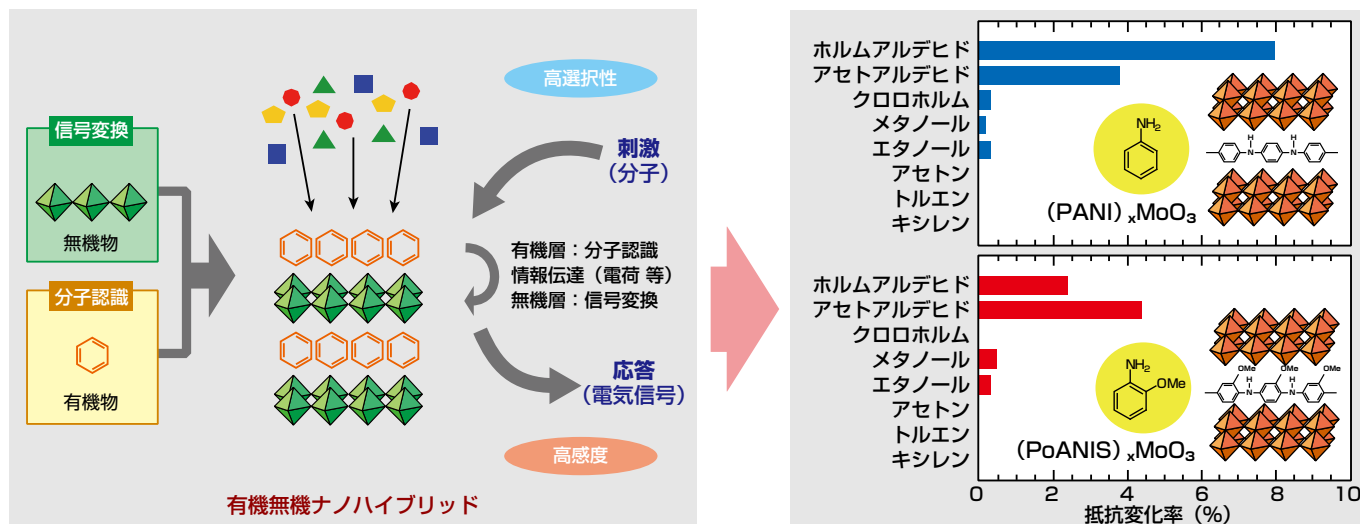 信号変換
無機物
分子認識
有機物
高選択性
刺激
(分子)
有機層：分子認識
情報伝達（電荷 等）
無機層：信号変換
応答
(電気信号)
高感度
有機無機ナノハイブリッド
ホルムアルデヒド
アセトアルデヒド
クロロホルム
メタノール
エタノール
アセトン
トルエン
キシレン
NH₂
H H
N N
(PANI)ₓMoO₃
ホルムアルデヒド
アセトアルデヒド
クロロホルム
メタノール
エタノール
アセトン
トルエン
キシレン
NH₂
OMe
OMe OMe OMe
H H
N N
(PoANIS)ₓMoO₃
0 2 4 6 8 10
抵抗変化率（%）